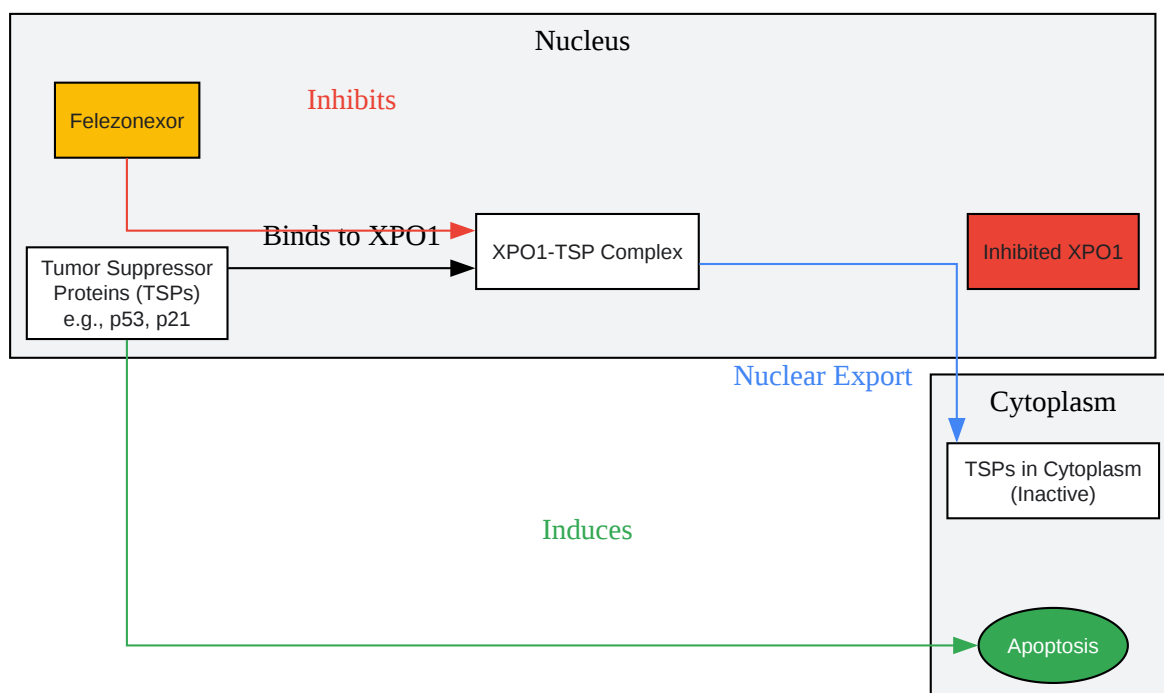 Nucleus
Felezonexor
Inhibits
Binds to XPO1
XPO1-TSP Complex
Inhibited XPO1
Tumor Suppressor
Proteins (TSPs)
e.g., p53, p21
Nuclear Export
Cytoplasm
TSPs in Cytoplasm
(Inactive)
Induces
Apoptosis